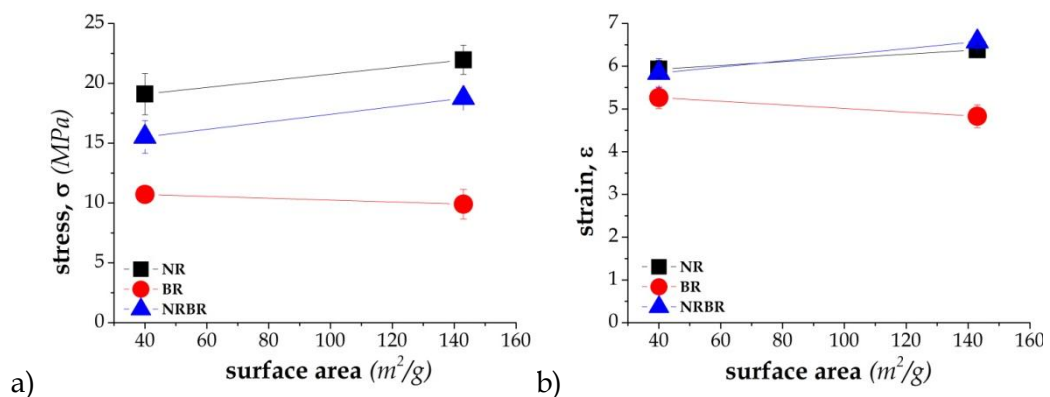 25
20
15
10
5
0
stress, σ (MPa)
NR
BR
NRBR
40 60 80 100 120 140 160
surface area (m²/g)
a)
7
6
5
4
3
2
1
0
strain, ε
NR
BR
NRBR
40 60 80 100 120 140 160
surface area (m²/g)
b)